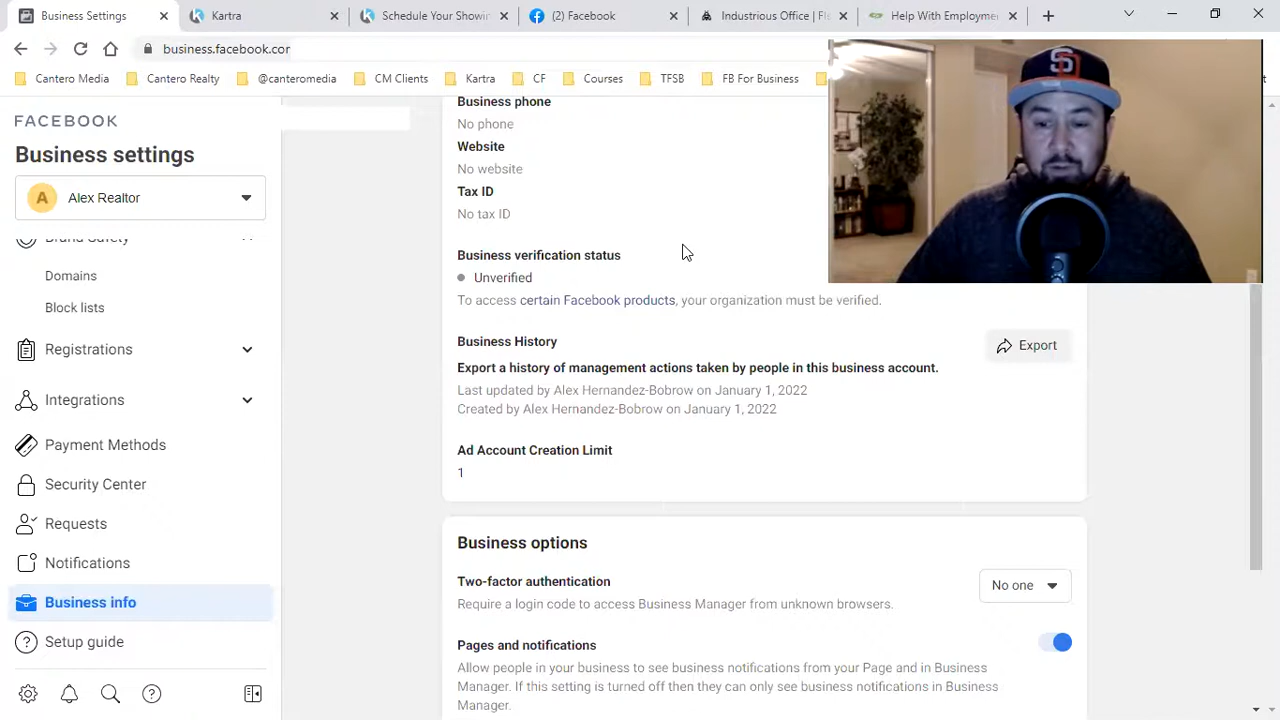 Business Settings
Kartra
Schedule Your Showin
(2) Facebook
Industrious Office | Fls
Help With Employme
business.facebook.cor
Cantero Media
Cantero Realty
@canteromedia
CM Clients
Kartra
CF
Courses
TFSB
FB For Business
FACEBOOK
Business settings
A
Alex Realtor
Brand Safety
Domains
Block lists
Registrations
Integrations
Payment Methods
Security Center
Requests
Notifications
Business info
Setup guide
Business phone
No phone
Website
No website
Tax ID
No tax ID
Business verification status
Unverified
To access certain Facebook products, your organization must be verified.
Business History
Export
Export a history of management actions taken by people in this business account.
Last updated by Alex Hernandez-Bobrow on January 1, 2022
Created by Alex Hernandez-Bobrow on January 1, 2022
Ad Account Creation Limit
1
Business options
Two-factor authentication
No one
Require a login code to access Business Manager from unknown browsers.
Pages and notifications
Allow people in your business to see business notifications from your Page and in Business
Manager. If this setting is turned off then they can only see business notifications in Business
Manager.
SD